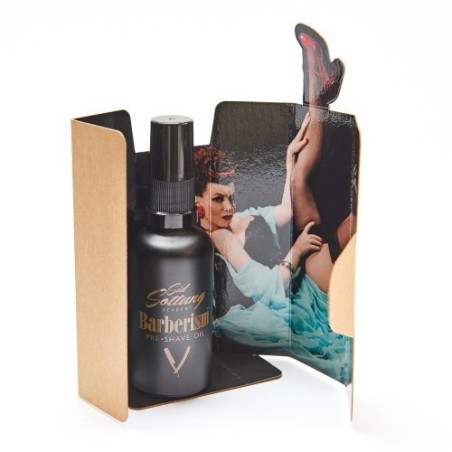 Sid
Sottung
ACADEMY
Barberism
PRE-SHAVE OIL